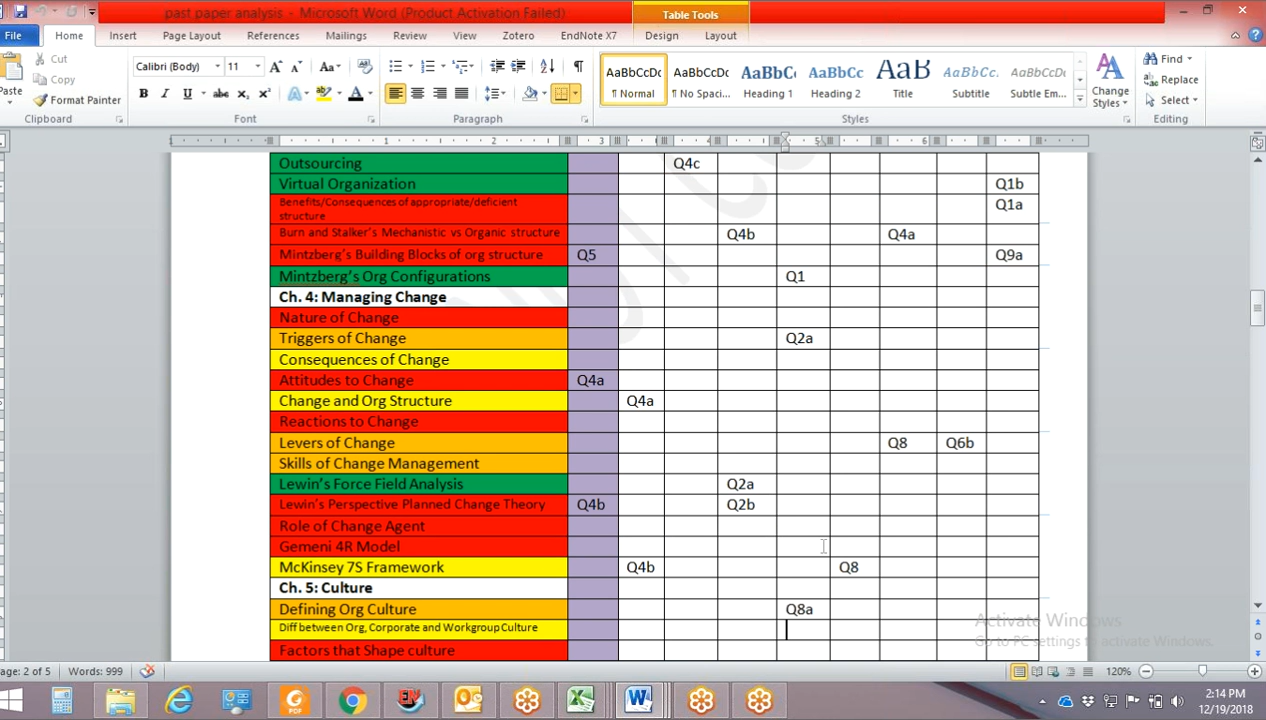 past paper analysis - Microsoft Word (Product Activation Failed)
Table Tools
File Home Insert Page Layout References Mailings Review View Zotero EndNote X7 Design Layout
Cut
Copy
Format Painter
Paste
Clipboard
Calibri (Body) 11
Font
Paragraph
AaBbCcDc AaBbCcDc AaBbCc AaBbCc AaB AaBbCcDc AaBbCcDc
¶ Normal ¶ No Spaci... Heading 1 Heading 2 Title Subtitle Subtle Em...
Styles
Change Styles
Find
Replace
Select
Editing
Outsourcing Q4c
Virtual Organization Q1b
Benefits/Consequences of appropriate/deficient structure Q1a
Burn and Stalker's Mechanistic vs Organic structure Q4b Q4a
Mintzberg's Building Blocks of org structure Q5 Q9a
Mintzberg's Org Configurations Q1
Ch. 4: Managing Change
Nature of Change
Triggers of Change Q2a
Consequences of Change
Attitudes to Change Q4a
Change and Org Structure Q4a
Reactions to Change
Levers of Change Q8 Q6b
Skills of Change Management
Lewin's Force Field Analysis Q2a
Lewin's Perspective Planned Change Theory Q4b Q2b
Role of Change Agent
Gemeni 4R Model
McKinsey 7S Framework Q4b Q8
Ch. 5: Culture
Defining Org Culture Q8a
Diff between Org, Corporate and Workgroup Culture
Factors that Shape culture
Activate Windows
Go to PC settings to activate Windows.
Page: 2 of 5 Words: 999 120%
2:14 PM
12/19/2018